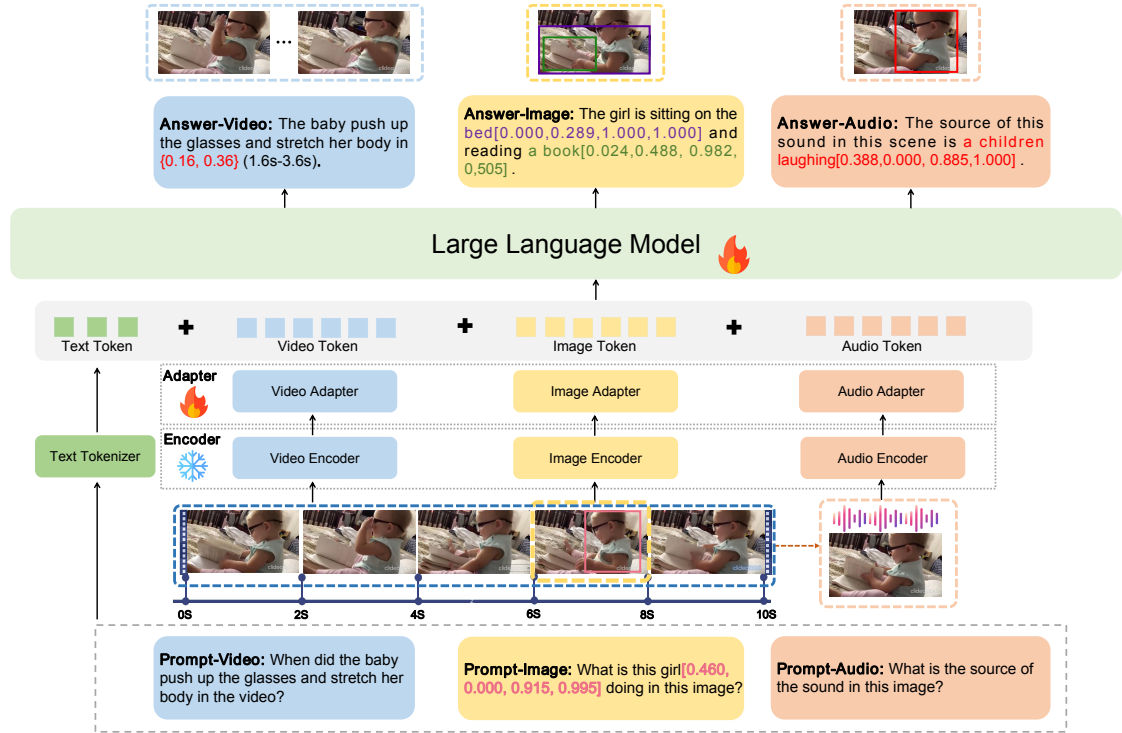 ...
Answer-Video: The baby push up
the glasses and stretch her body in
{0.16, 0.36} (1.6s-3.6s).
Answer-Image: The girl is sitting on the
bed[0.000,0.289,1.000,1.000] and
reading a book[0.024,0.488, 0.982,
0,505] .
Answer-Audio: The source of this
sound in this scene is a children
laughing[0.388,0.000, 0.885,1.000] .
Large Language Model
+ + +
Text Token Video Token Image Token Audio Token
Adapter
Video Adapter Image Adapter Audio Adapter
Encoder
Text Tokenizer Video Encoder Image Encoder Audio Encoder
0S 2S 4S 6S 8S 10S
Prompt-Video: When did the baby
push up the glasses and stretch her
body in the video?
Prompt-Image: What is this girl[0.460,
0.000, 0.915, 0.995] doing in this image?
Prompt-Audio: What is the source of
the sound in this image?